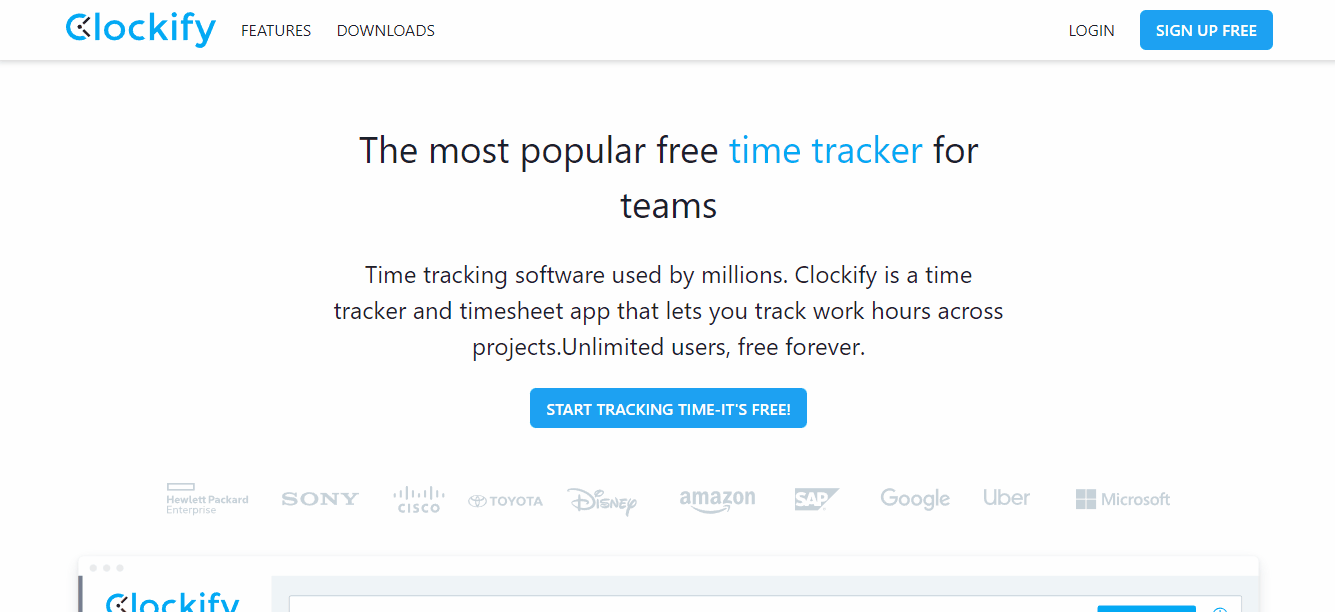 Clockify FEATURES DOWNLOADS LOGIN SIGN UP FREE
The most popular free time tracker for
teams
Time tracking software used by millions. Clockify is a time
tracker and timesheet app that lets you track work hours across
projects.Unlimited users, free forever.
START TRACKING TIME-IT'S FREE!
Hewlett Packard
Enterprise
SONY
CISCO
TOYOTA
Disney
amazon
SAP
Google
Uber
Microsoft
Clockify